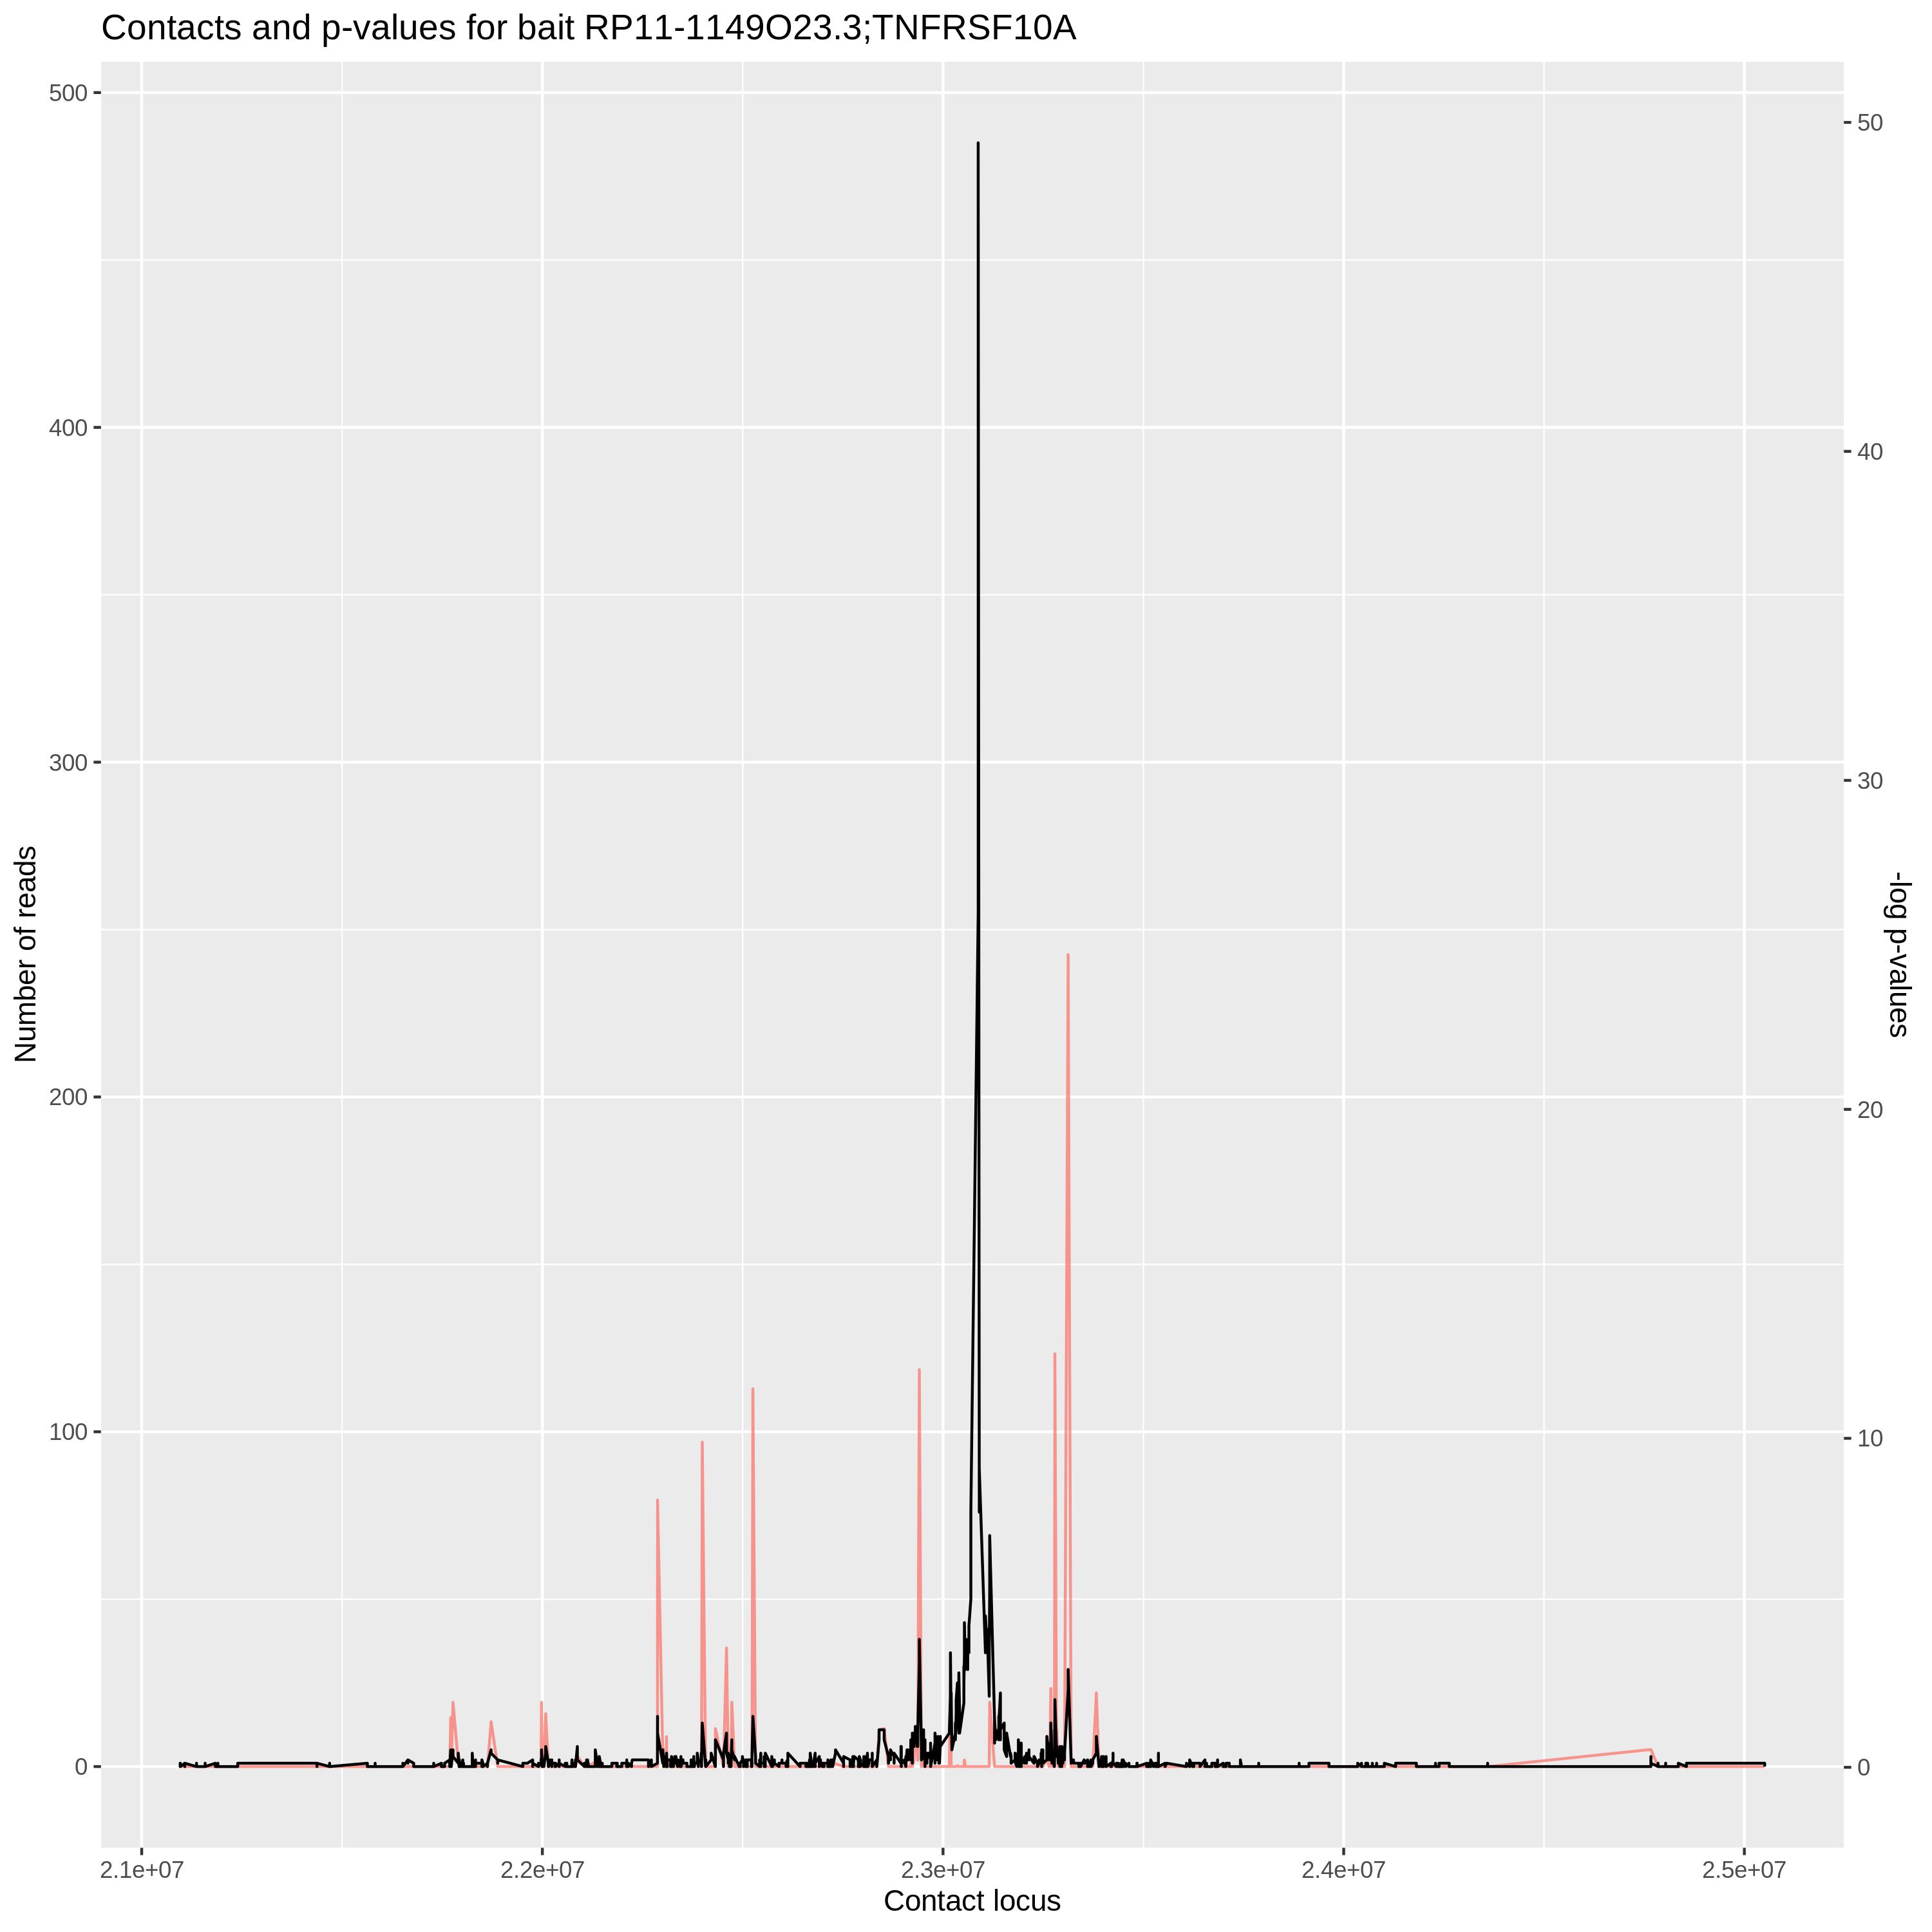 Contacts and p-values for bait RP11-1149O23.3;TNFRSF10A
500
400
300
200
100
0
Number of reads
50
40
30
20
10
0
-log p-values
2.1e+07 2.2e+07 2.3e+07 2.4e+07 2.5e+07
Contact locus